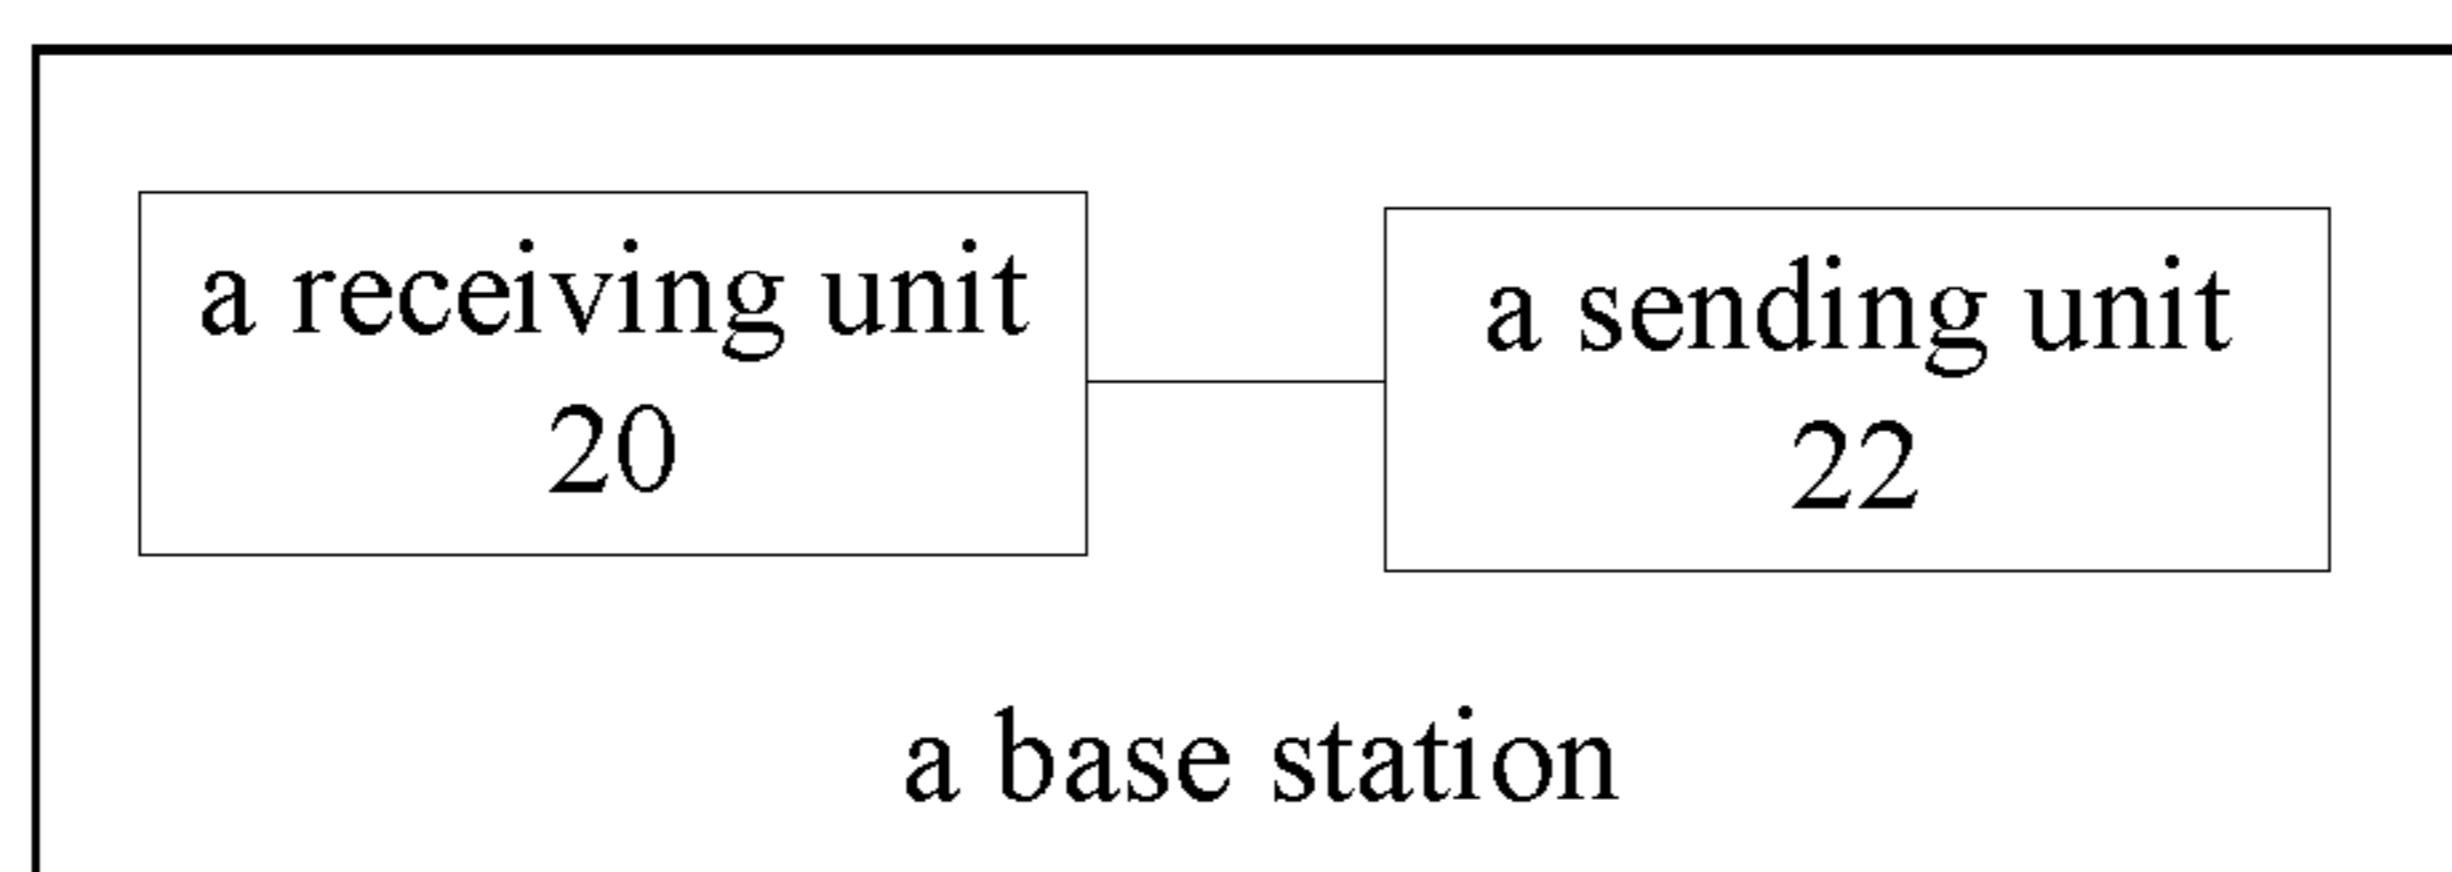 a receiving unit
20
a sending unit
22
a base station